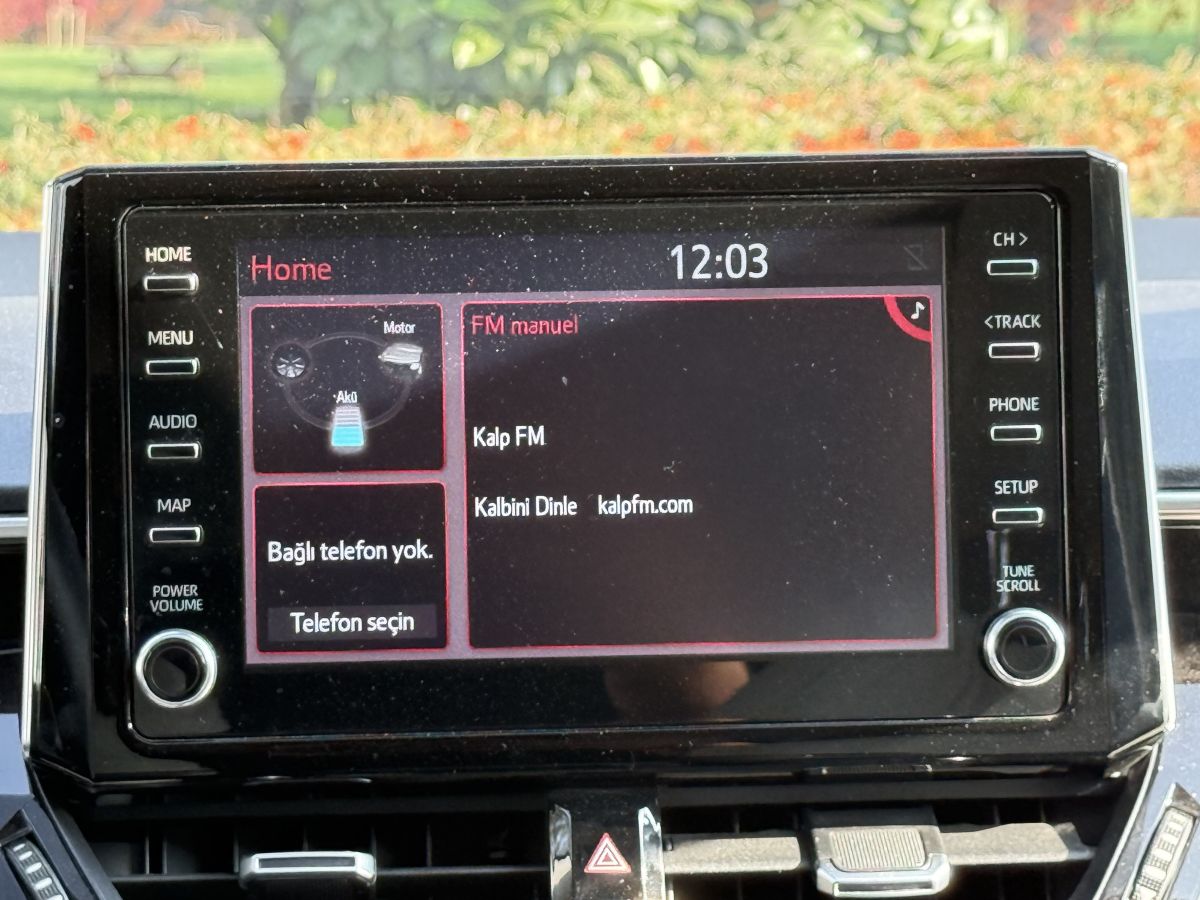 HOME
MENU
AUDIO
MAP
POWER
VOLUME
Home
12:03
Motor
Akü
Bağlı telefon yok.
Telefon seçin
FM manuel
Kalp FM
Kalbini Dinle kalpfm.com
CH >
< TRACK
PHONE
SETUP
TUNE
SCROLL